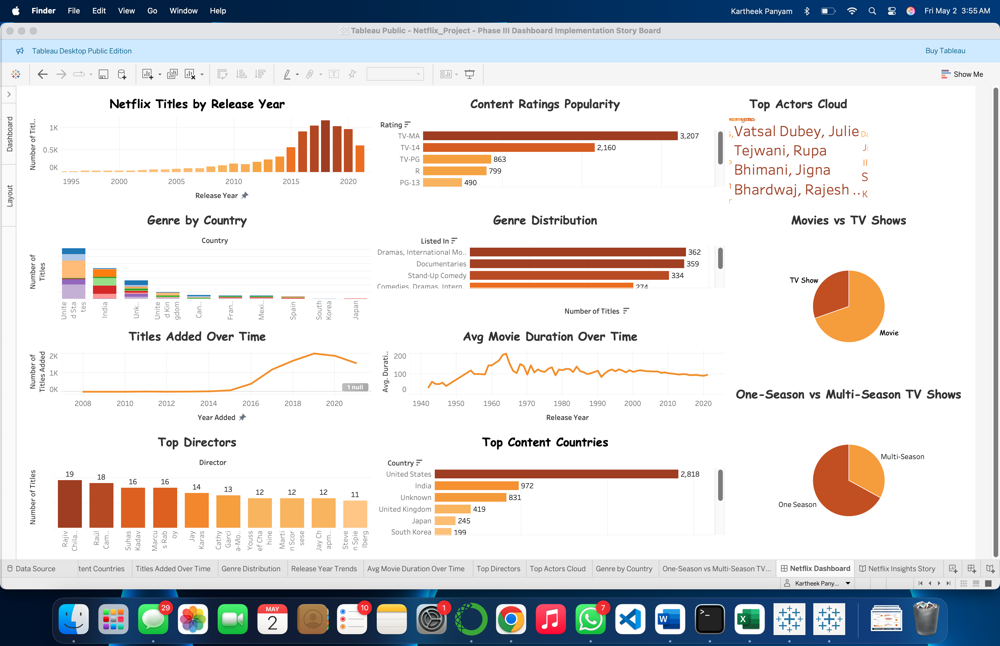 Finder File Edit View Go Window Help
Kartheek Panyam
Fri May 2 3:55 AM
Tableau Public - Netflix_Project - Phase III Dashboard Implementation Story Board
Tableau Desktop Public Edition
Buy Tableau
Show Me
Dashboard
Layout
Netflix Titles by Release Year
Number of Titl..
1K
0.5K
0K
1995 2000 2005 2010 2015 2020
Release Year
Content Ratings Popularity
Rating
TV-MA 3,207
TV-14 2,160
TV-PG 863
R 799
PG-13 490
Top Actors Cloud
Vatsal Dubey, Julie
Tejwani, Rupa
Bhimani, Jigna
Bhardwaj, Rajesh ..
Da
Ji
Il
S
K
Genre by Country
Country
Number of
Titles
Unite
d Sta
tes
India
Unk..
Unite
d Kin
gdom
Can..
Fran..
Mexi..
Spain
South
Korea
Japan
Genre Distribution
Listed In
Dramas, International Mo.. 362
Documentaries 359
Stand-Up Comedy 334
Comedies, Dramas, Intern.. 274
Number of Titles
Movies vs TV Shows
TV Show
Movie
Titles Added Over Time
Number of
Titles Added
2K
1K
0K
1 null
2008 2010 2012 2014 2016 2018 2020
Year Added
Avg Movie Duration Over Time
Avg. Durati..
200
100
0
1940 1950 1960 1970 1980 1990 2000 2010 2020
Release Year
One-Season vs Multi-Season TV Shows
Multi-Season
One Season
Top Directors
Director
Number of Titles
19 18 16 16 14 13 12 12 12 11
Rajiv
Chila..
Raúl
Cam..
Suhas
Kadav
Marcu
s Rab
oy
Jay
Karas
Cathy
Garci
a-Mo..
Youss
ef Cha
hine
Marti
n Scor
sese
Jay Ch
apm..
Steve
n Spie
lberg
Top Content Countries
Country
United States 2,818
India 972
Unknown 831
United Kingdom 419
Japan 245
South Korea 199
Data Source
tent Countries
Titles Added Over Time
Genre Distribution
Release Year Trends
Avg Movie Duration Over Time
Top Directors
Top Actors Cloud
Genre by Country
One-Season vs Multi-Season TV...
Netflix Dashboard
Netflix Insights Story
Kartheek Pany...
29
MAY
2
10
1
7
W
>_
X